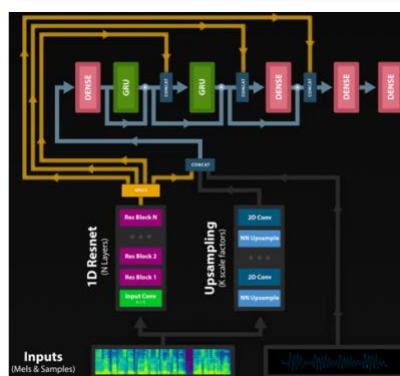 DENSE
GRU
CONCAT
GRU
CONCAT
DENSE
CONCAT
DENSE
DENSE
CONCAT
SPLIT
1D Resnet
(N Layers)
Res Block N
Res Block 2
Res Block 1
Input Conv
Upsampling
(K scale factors)
2D Conv
NN Upsample
2D Conv
NN Upsample
Inputs
(Mels & Samples)